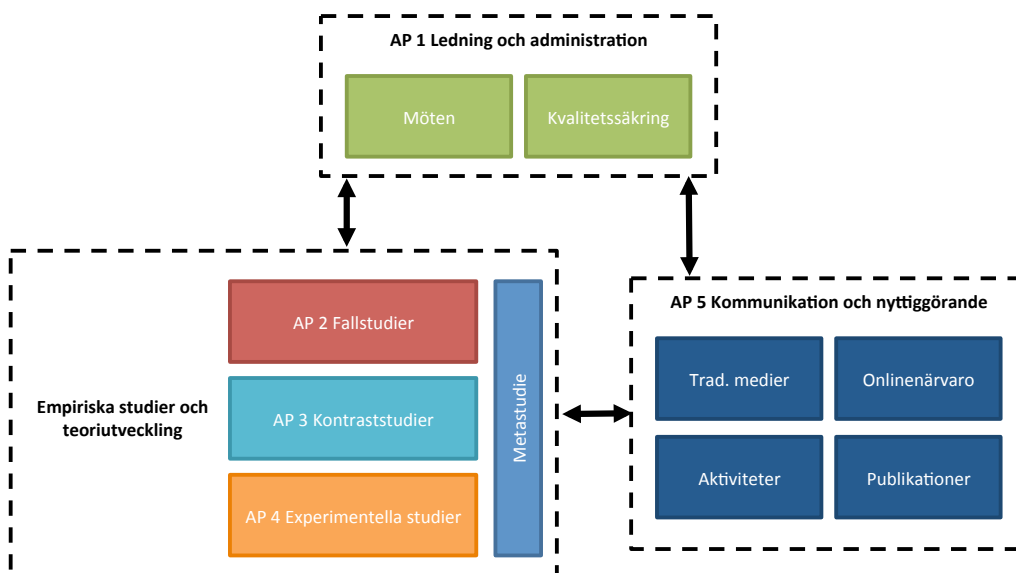 AP 1 Ledning och administration
Möten
Kvalitetssäkring
Empiriska studier och
teoriutveckling
AP 2 Fallstudier
AP 3 Kontraststudier
AP 4 Experimentella studier
Metastudie
AP 5 Kommunikation och nyttiggörande
Trad. medier
Onlinenärvaro
Aktiviteter
Publikationer